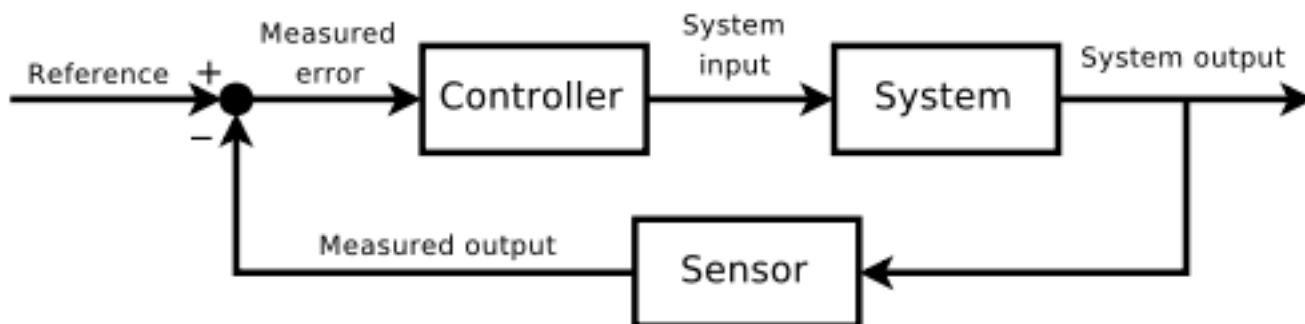 Reference
+
−
Measured
error
Controller
System
input
System
System output
Measured output
Sensor